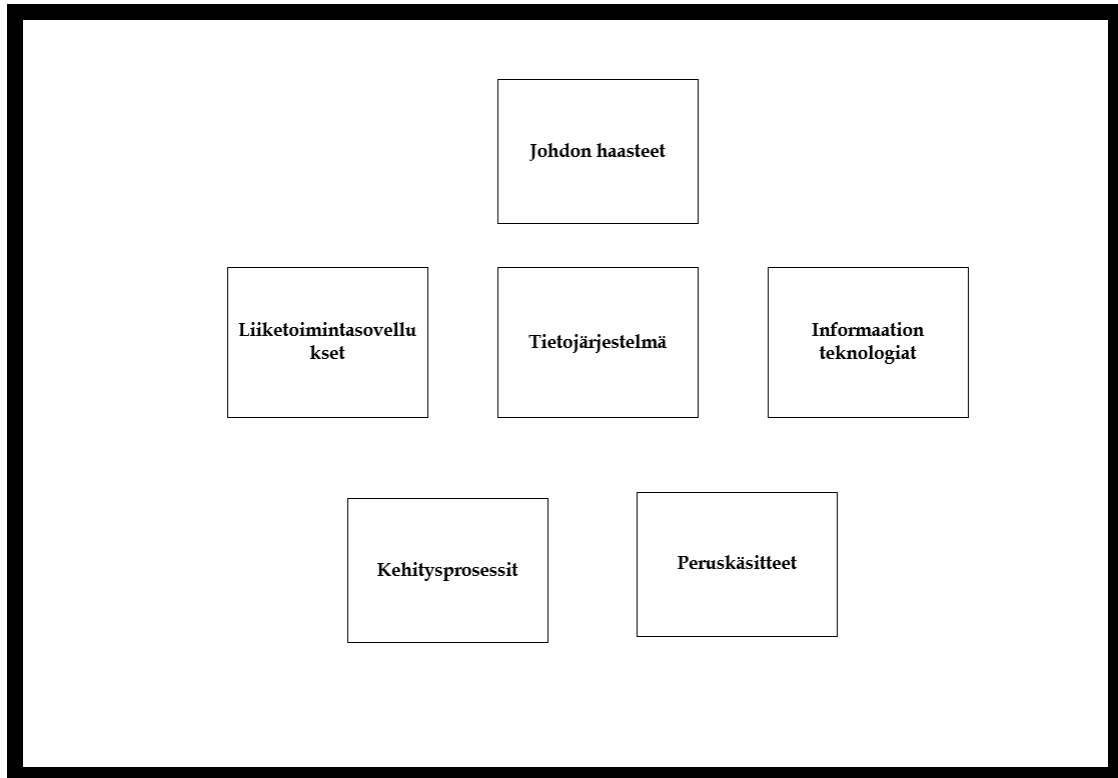 Johdon haasteet
Liiketoimintasovellu
kset
Tietojärjestelmä
Informaation
teknologiat
Kehitysprosessit
Peruskäsitteet